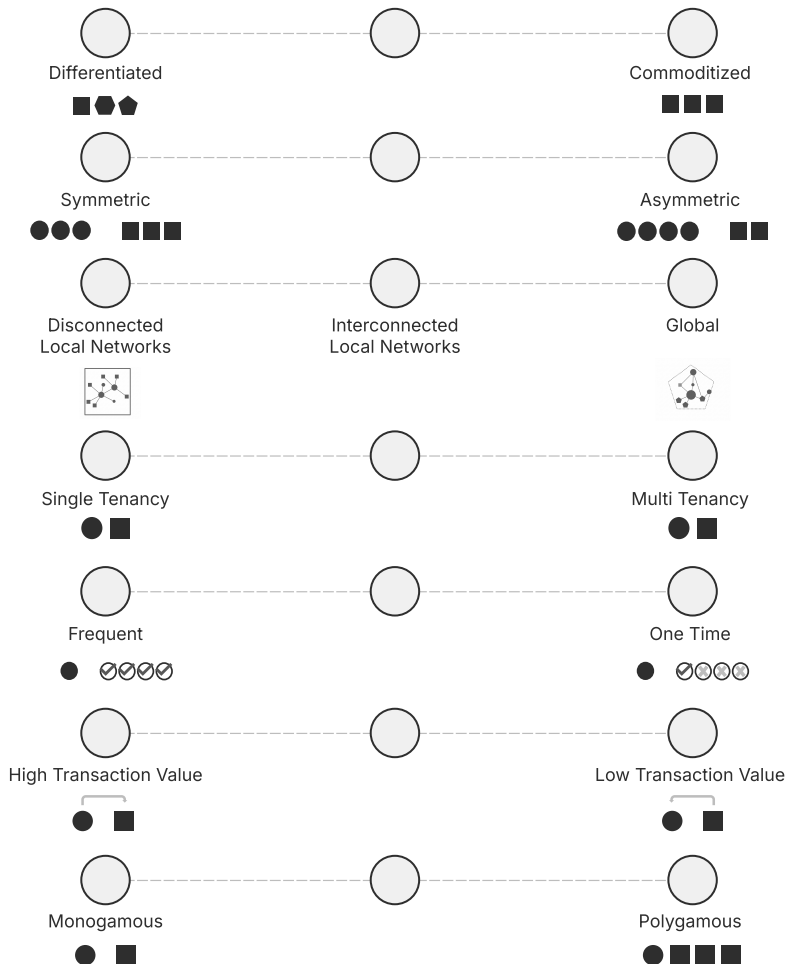 Differentiated
Commoditized
Symmetric
Asymmetric
Disconnected
Local Networks
Interconnected
Local Networks
Global
Single Tenancy
Multi Tenancy
Frequent
One Time
High Transaction Value
Low Transaction Value
Monogamous
Polygamous